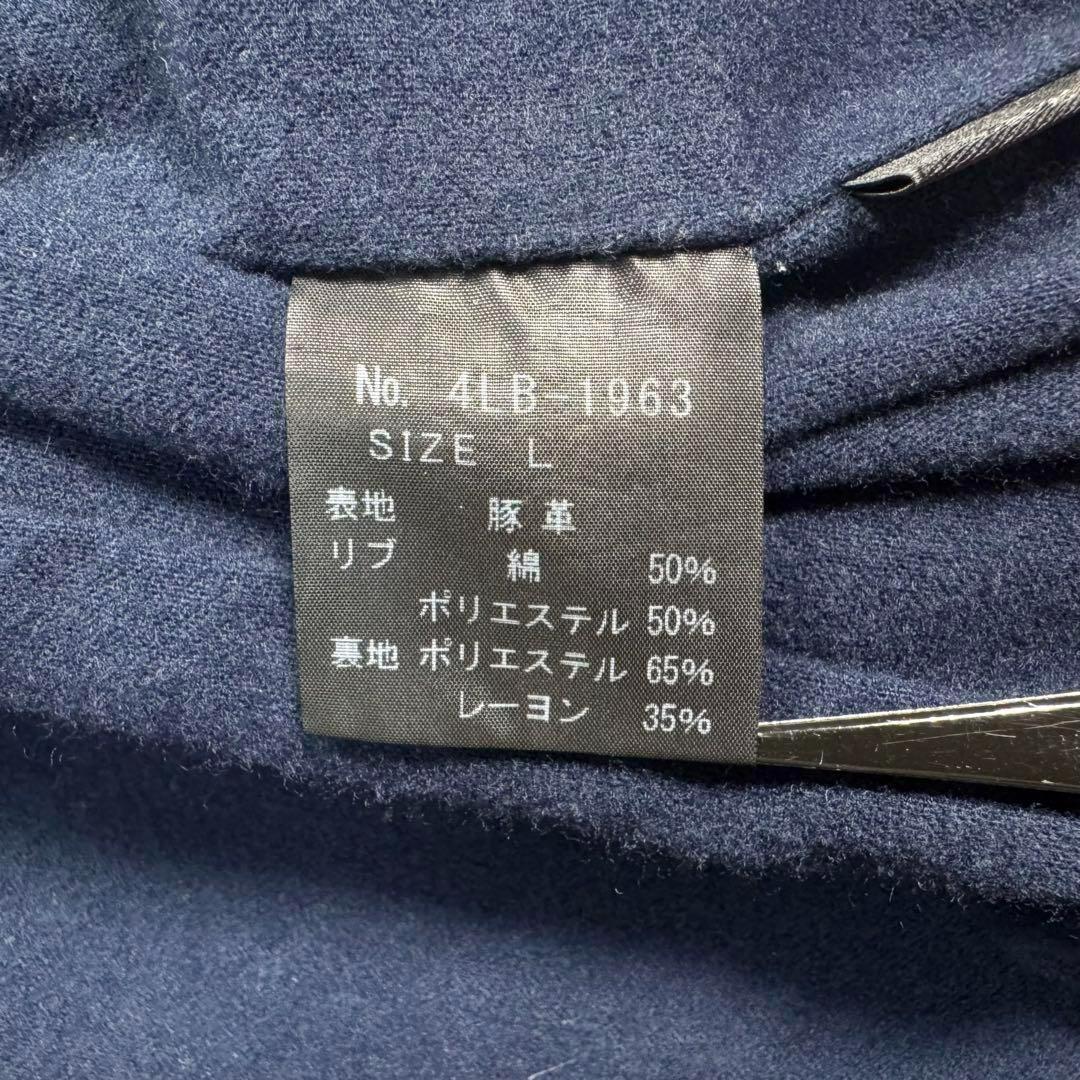 No. 4LB-1963
SIZE L
表地 豚革
リブ 綿 50%
ポリエステル 50%
裏地 ポリエステル 65%
レーヨン 35%